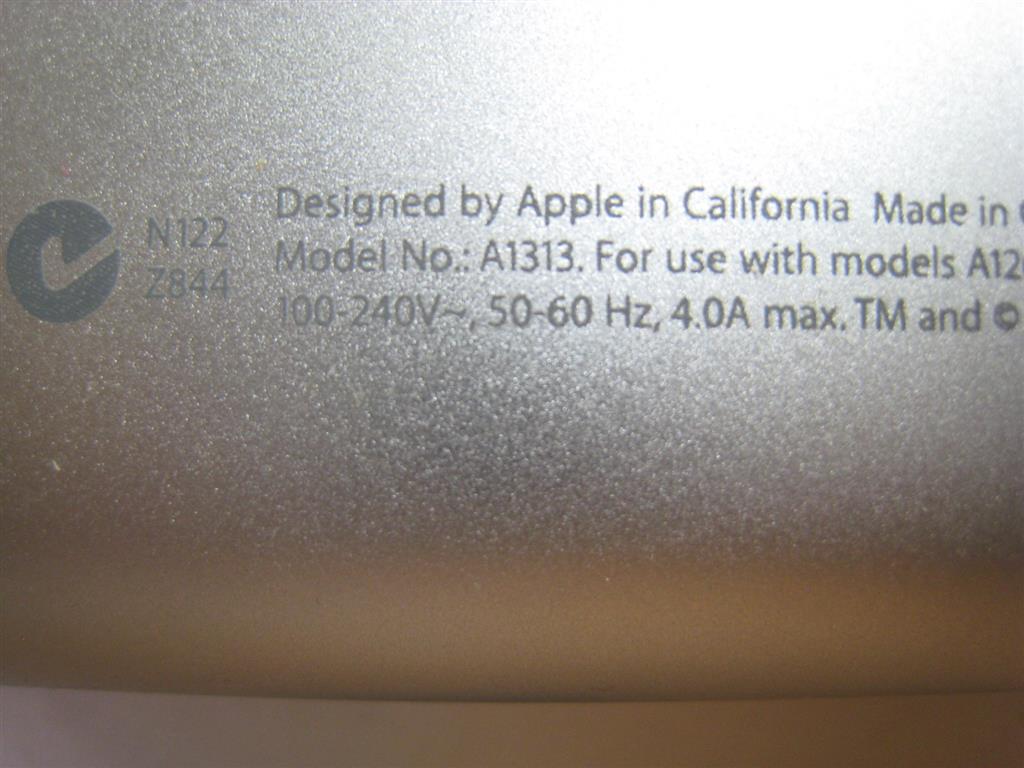 N122
Z844
Designed by Apple in California Made in
Model No.: A1313. For use with models A12
100-240V~, 50-60 Hz, 4.0A max. TM and ©